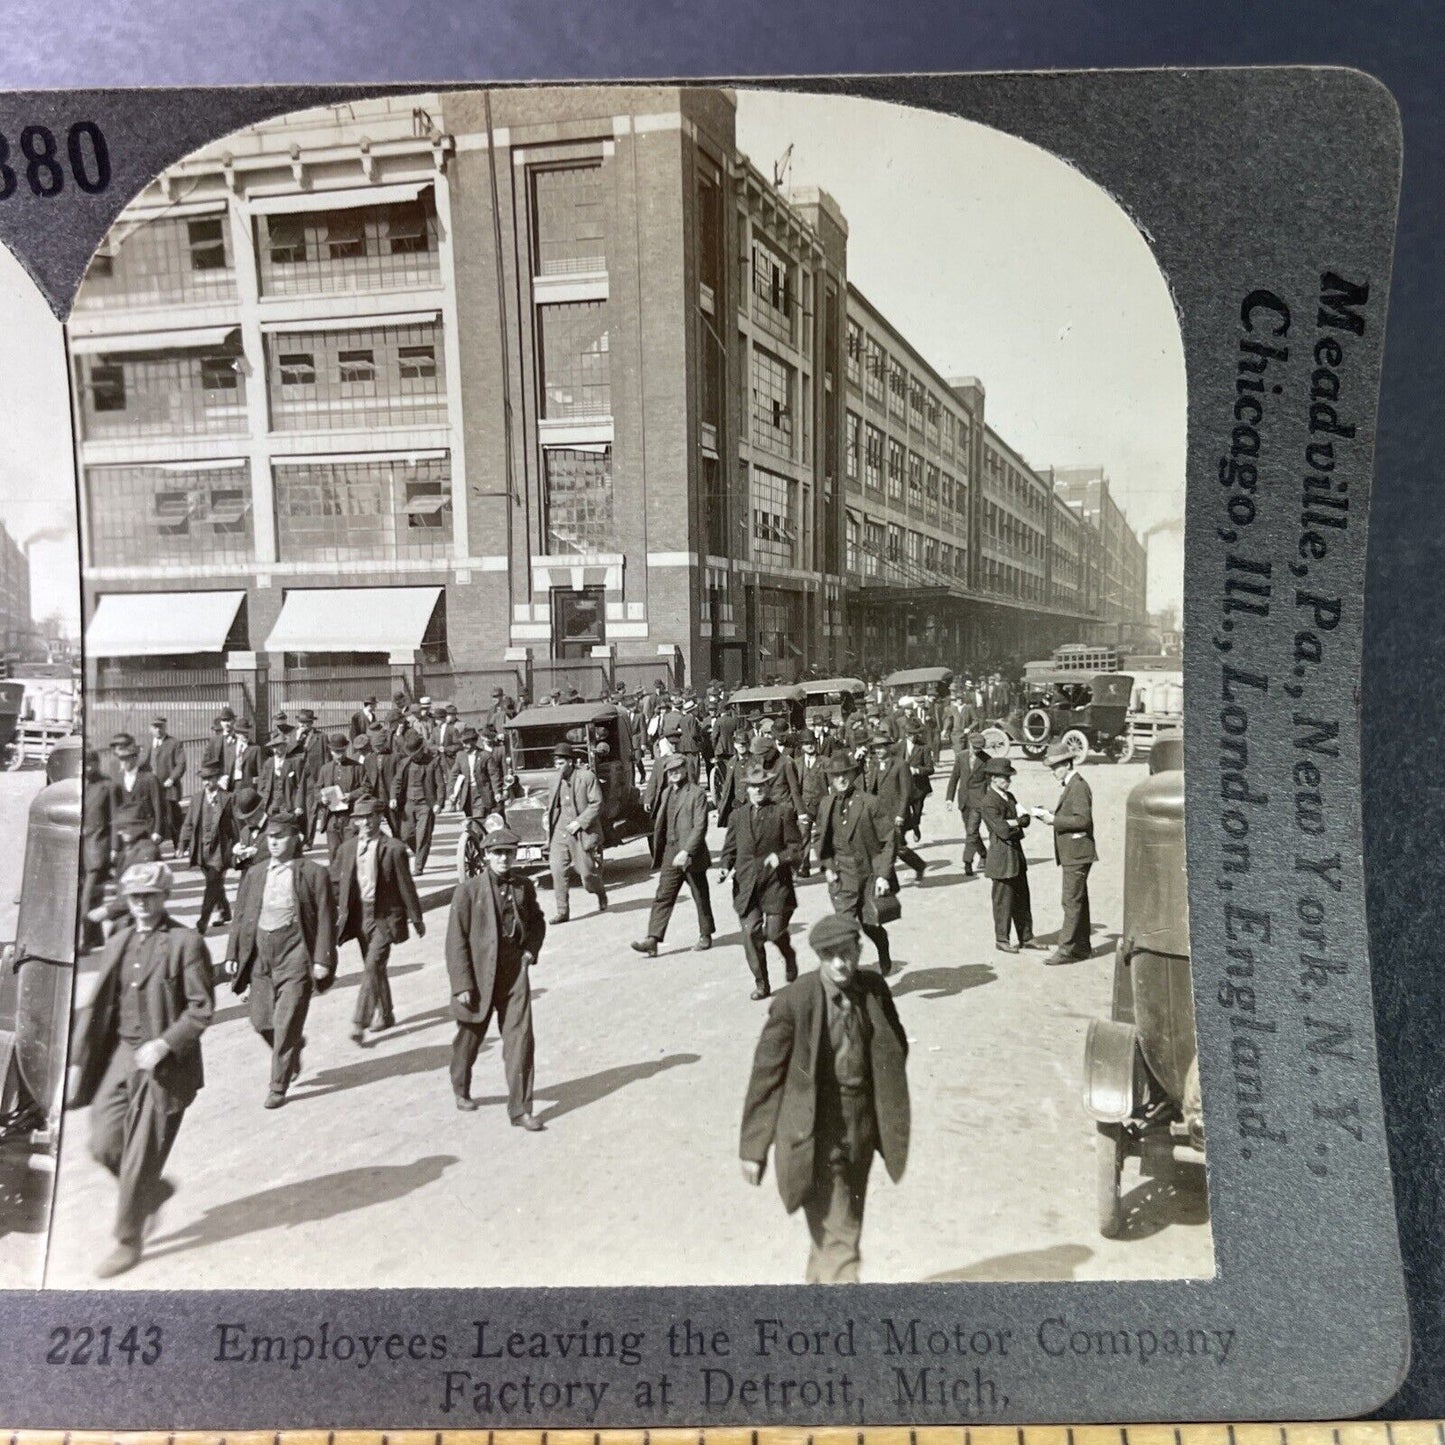 380
Meadville, Pa., New York, N.Y.,
Chicago, Ill., London, England.
22143 Employees Leaving the Ford Motor Company
Factory at Detroit, Mich,